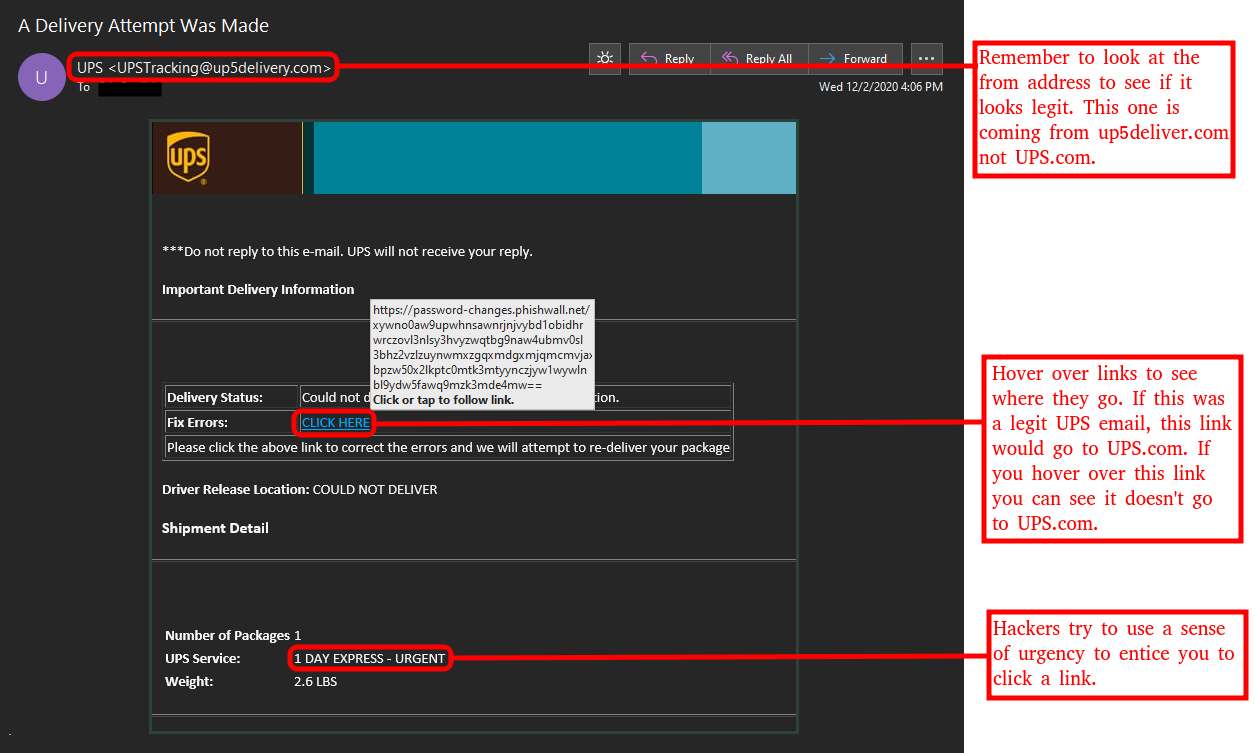 A Delivery Attempt Was Made
U
UPS <UPSTracking@up5delivery.com>
To
Reply
Reply All
Forward
Wed 12/2/2020 4:06 PM
Remember to look at the
from address to see if it
looks legit. This one is
coming from up5deliver.com
not UPS.com.
ups
***Do not reply to this e-mail. UPS will not receive your reply.
Important Delivery Information
https://password-changes.phishwall.net/
xywno0aw9upwhnsawnrjnjvybd1obidhr
wrczovl3nlsy3hvyzwqtbg9naw4ubmv0sl
3bhz2vzlzuynwmxzgqxmdgxmjqmcmvjax
bpzw50x2lkptc0mtk3mtyynczjyw1wywln
bl9ydw5fawq9mzk3mde4mw==
Click or tap to follow link.
Delivery Status: Could not d tion.
Fix Errors: CLICK HERE
Please click the above link to correct the errors and we will attempt to re-deliver your package
Hover over links to see
where they go. If this was
a legit UPS email, this link
would go to UPS.com. If
you hover over this link
you can see it doesn't go
to UPS.com.
Driver Release Location: COULD NOT DELIVER
Shipment Detail
Number of Packages 1
UPS Service: 1 DAY EXPRESS - URGENT
Weight: 2.6 LBS
Hackers try to use a sense
of urgency to entice you to
click a link.